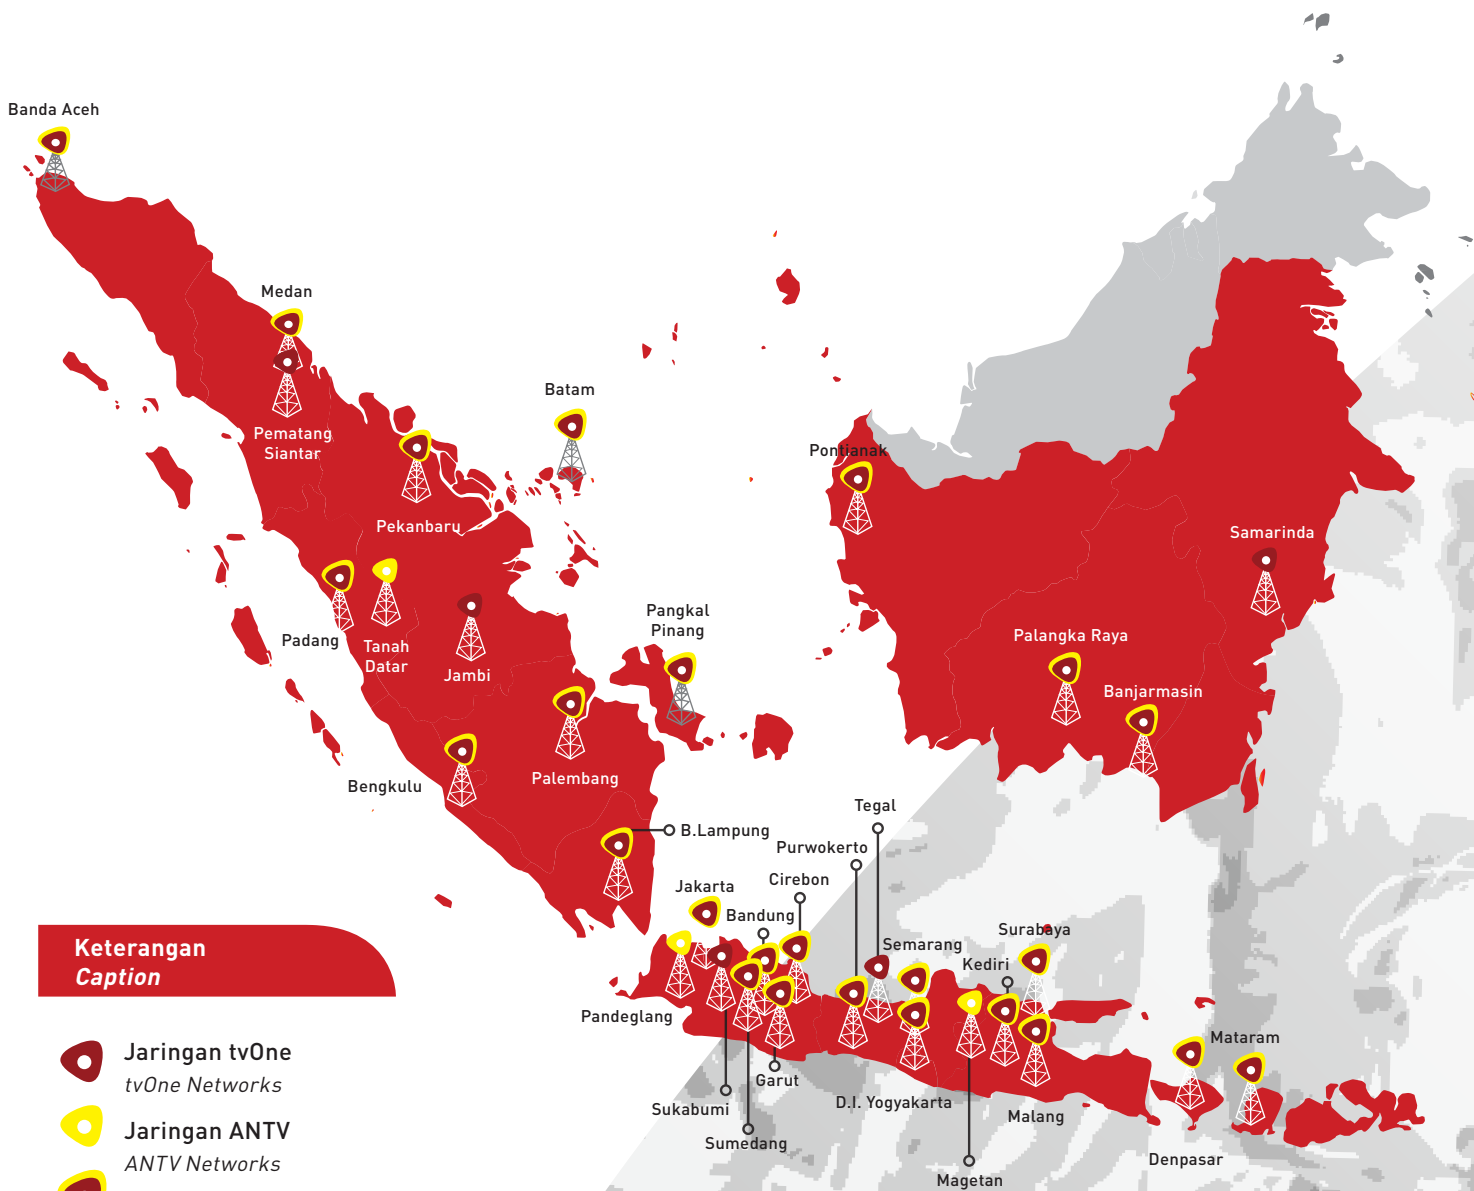 Banda Aceh
Medan
Batam
Pematang
Siantar
Pontianak
Pekanbaru
Samarinda
Pangkal
Pinang
Padang
Tanah
Datar
Jambi
Palangka Raya
Banjarmasin
Palembang
Bengkulu
Tegal
B.Lampung
Purwokerto
Cirebon
Jakarta
Bandung
Surabaya
Semarang
Kediri
Keterangan
Caption
Pandeglang
Mataram
Jaringan tvOne
tvOne Networks
Garut
Sukabumi
D.I. Yogyakarta
Malang
Jaringan ANTV
ANTV Networks
Sumedang
Denpasar
Magetan